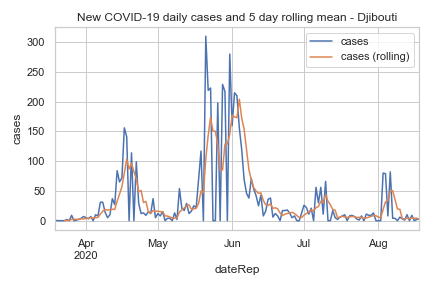 New COVID-19 daily cases and 5 day rolling mean - Djibouti
cases
cases (rolling)
300
250
200
150
100
50
0
cases
Apr
2020
May
Jun
Jul
Aug
dateRep